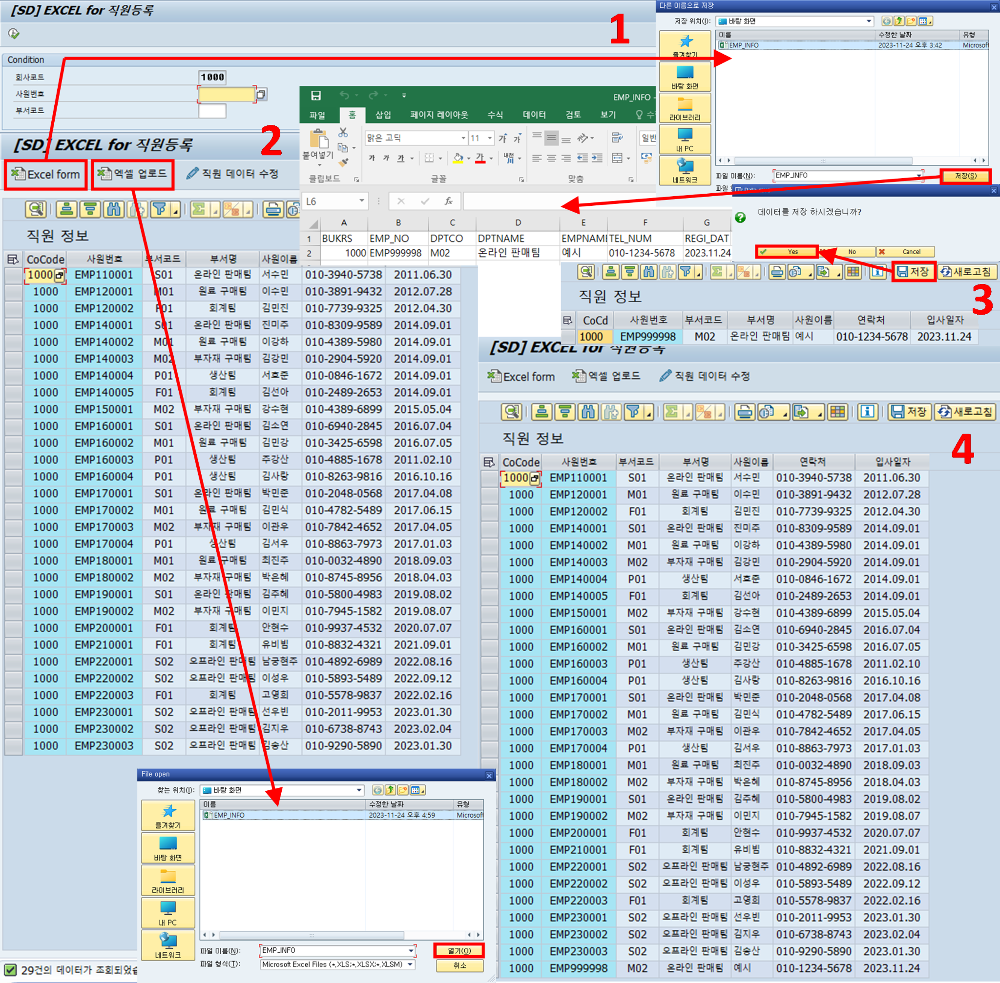 [SD] EXCEL for 직원등록
1
Condition
회사코드 1000
사원번호
부서코드
다른 이름으로 저장
저장 위치(I): 바탕 화면
이름 수정한 날짜 유형
EMP_INFO 2023-11-24 오후 3:42 Microsoft
즐겨찾기
바탕 화면
라이브러리
내 PC
네트워크
파일 이름(N): EMP_INFO 저장(S)
EMP_INFO -
파일 홈 삽입 페이지 레이아웃 수식 데이터 검토 보기
붙여넣기 맑은 고딕 11 가 가 일반
가 가 가 가 내천
클립보드 글꼴 맞춤
L6 fx
A B C D E F G
1 BUKRS EMP_NO DPTCO DPTNAME EMPNAME TEL_NUM REGI_DAT
2 1000 EMP999998 M02 온라인 판매팀 예시 010-1234-5678 2023.11.24
[SD] EXCEL for 직원등록
2
Excel form 엑셀 업로드 직원 데이터 수정
직원 정보
CoCode 사원번호 부서코드 부서명 사원이름
1000 EMP110001 S01 온라인 판매팀 서수민 010-3940-5738 2011.06.30
1000 EMP120001 M01 원료 구매팀 이수민 010-3891-9432 2012.07.28
1000 EMP120002 F01 회계팀 김민진 010-7739-9325 2012.04.30
1000 EMP140001 S01 온라인 판매팀 진미주 010-8309-9589 2014.09.01
1000 EMP140002 M01 원료 구매팀 이강하 010-4389-5980 2014.09.01
1000 EMP140003 M02 부자재 구매팀 김강민 010-2904-5920 2014.09.01
1000 EMP140004 P01 생산팀 서호준 010-0846-1672 2014.09.01
1000 EMP140005 F01 회계팀 김선아 010-2489-2653 2014.09.01
1000 EMP150001 M02 부자재 구매팀 강수현 010-4389-6899 2015.05.04
1000 EMP160001 S01 온라인 판매팀 김소연 010-6940-2845 2016.07.04
1000 EMP160002 M01 원료 구매팀 김민강 010-3425-6598 2016.07.05
1000 EMP160003 P01 생산팀 주강산 010-4885-1678 2011.02.10
1000 EMP160004 P01 생산팀 김사랑 010-8263-9816 2016.10.16
1000 EMP170001 S01 온라인 판매팀 박민준 010-2048-0568 2017.04.08
1000 EMP170002 M01 원료 구매팀 김민식 010-4782-5489 2017.06.15
1000 EMP170003 M02 부자재 구매팀 이관우 010-7842-4652 2017.04.05
1000 EMP170004 P01 생산팀 김서우 010-8863-7973 2017.01.03
1000 EMP180001 M01 원료 구매팀 최진주 010-0032-4890 2018.09.03
1000 EMP180002 M02 부자재 구매팀 박은혜 010-8745-8956 2018.04.03
1000 EMP190001 S01 온라인 판매팀 김주혜 010-5800-4983 2019.08.02
1000 EMP190002 M02 부자재 구매팀 이민지 010-7945-1582 2019.08.07
1000 EMP200001 F01 회계팀 안현수 010-9937-4532 2020.07.07
1000 EMP210001 F01 회계팀 유비빔 010-8832-4321 2021.09.01
1000 EMP220001 S02 오프라인 판매팀 남궁현주 010-4892-6989 2022.08.16
1000 EMP220002 S02 오프라인 판매팀 이성우 010-5893-5489 2022.09.12
1000 EMP220003 F01 회계팀 고영희 010-5578-9837 2022.02.16
1000 EMP230001 S02 오프라인 판매팀 선우빈 010-2011-9953 2023.01.30
1000 EMP230002 S02 오프라인 판매팀 김지우 010-6738-8743 2023.02.04
1000 EMP230003 S02 오프라인 판매팀 김승산 010-9290-5890 2023.01.30
File open
찾는 위치(I): 바탕 화면
이름 수정한 날짜 유형
EMP_INFO 2023-11-24 오후 4:59 Microsoft
즐겨찾기
바탕 화면
라이브러리
내 PC
네트워크
파일 이름(N): EMP_INFO 열기(O)
파일 형식(T): Microsoft Excel Files (*,XLS;*,XLSX;*,XLSM) 취소
29건의 데이터가 조회되었습
데이터를 저장 하시겠습니까?
Yes No Cancel
저장 새로고침
3
직원 정보
CoCd 사원번호 부서코드 부서명 사원이름 연락처 입사일자
1000 EMP999998 M02 온라인 판매팀 예시 010-1234-5678 2023.11.24
[SD] EXCEL for 직원등록
Excel form 엑셀 업로드 직원 데이터 수정
저장 새로고침
직원 정보
4
CoCode 사원번호 부서코드 부서명 사원이름 연락처 입사일자
1000 EMP110001 S01 온라인 판매팀 서수민 010-3940-5738 2011.06.30
1000 EMP120001 M01 원료 구매팀 이수민 010-3891-9432 2012.07.28
1000 EMP120002 F01 회계팀 김민진 010-7739-9325 2012.04.30
1000 EMP140001 S01 온라인 판매팀 진미주 010-8309-9589 2014.09.01
1000 EMP140002 M01 원료 구매팀 이강하 010-4389-5980 2014.09.01
1000 EMP140003 M02 부자재 구매팀 김강민 010-2904-5920 2014.09.01
1000 EMP140004 P01 생산팀 서호준 010-0846-1672 2014.09.01
1000 EMP140005 F01 회계팀 김선아 010-2489-2653 2014.09.01
1000 EMP150001 M02 부자재 구매팀 강수현 010-4389-6899 2015.05.04
1000 EMP160001 S01 온라인 판매팀 김소연 010-6940-2845 2016.07.04
1000 EMP160002 M01 원료 구매팀 김민강 010-3425-6598 2016.07.05
1000 EMP160003 P01 생산팀 주강산 010-4885-1678 2011.02.10
1000 EMP160004 P01 생산팀 김사랑 010-8263-9816 2016.10.16
1000 EMP170001 S01 온라인 판매팀 박민준 010-2048-0568 2017.04.08
1000 EMP170002 M01 원료 구매팀 김민식 010-4782-5489 2017.06.15
1000 EMP170003 M02 부자재 구매팀 이관우 010-7842-4652 2017.04.05
1000 EMP170004 P01 생산팀 김서우 010-8863-7973 2017.01.03
1000 EMP180001 M01 원료 구매팀 최진주 010-0032-4890 2018.09.03
1000 EMP180002 M02 부자재 구매팀 박은혜 010-8745-8956 2018.04.03
1000 EMP190001 S01 온라인 판매팀 김주혜 010-5800-4983 2019.08.02
1000 EMP190002 M02 부자재 구매팀 이민지 010-7945-1582 2019.08.07
1000 EMP200001 F01 회계팀 안현수 010-9937-4532 2020.07.07
1000 EMP210001 F01 회계팀 유비빔 010-8832-4321 2021.09.01
1000 EMP220001 S02 오프라인 판매팀 남궁현주 010-4892-6989 2022.08.16
1000 EMP220002 S02 오프라인 판매팀 이성우 010-5893-5489 2022.09.12
1000 EMP220003 F01 회계팀 고영희 010-5578-9837 2022.02.16
1000 EMP230001 S02 오프라인 판매팀 선우빈 010-2011-9953 2023.01.30
1000 EMP230002 S02 오프라인 판매팀 김지우 010-6738-8743 2023.02.04
1000 EMP230003 S02 오프라인 판매팀 김승산 010-9290-5890 2023.01.30
1000 EMP999998 M02 온라인 판매팀 예시 010-1234-5678 2023.11.24